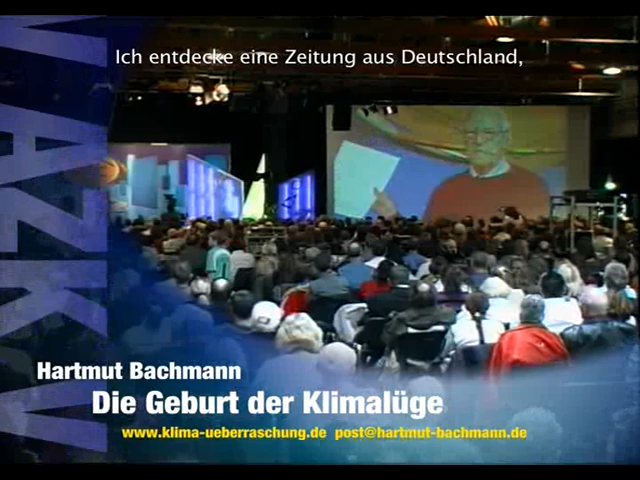 Ich entdecke eine Zeitung aus Deutschland,
AZK
Hartmut Bachmann
Die Geburt der Klimalüge
www.klima-ueberraschung.de post@hartmut-bachmann.de